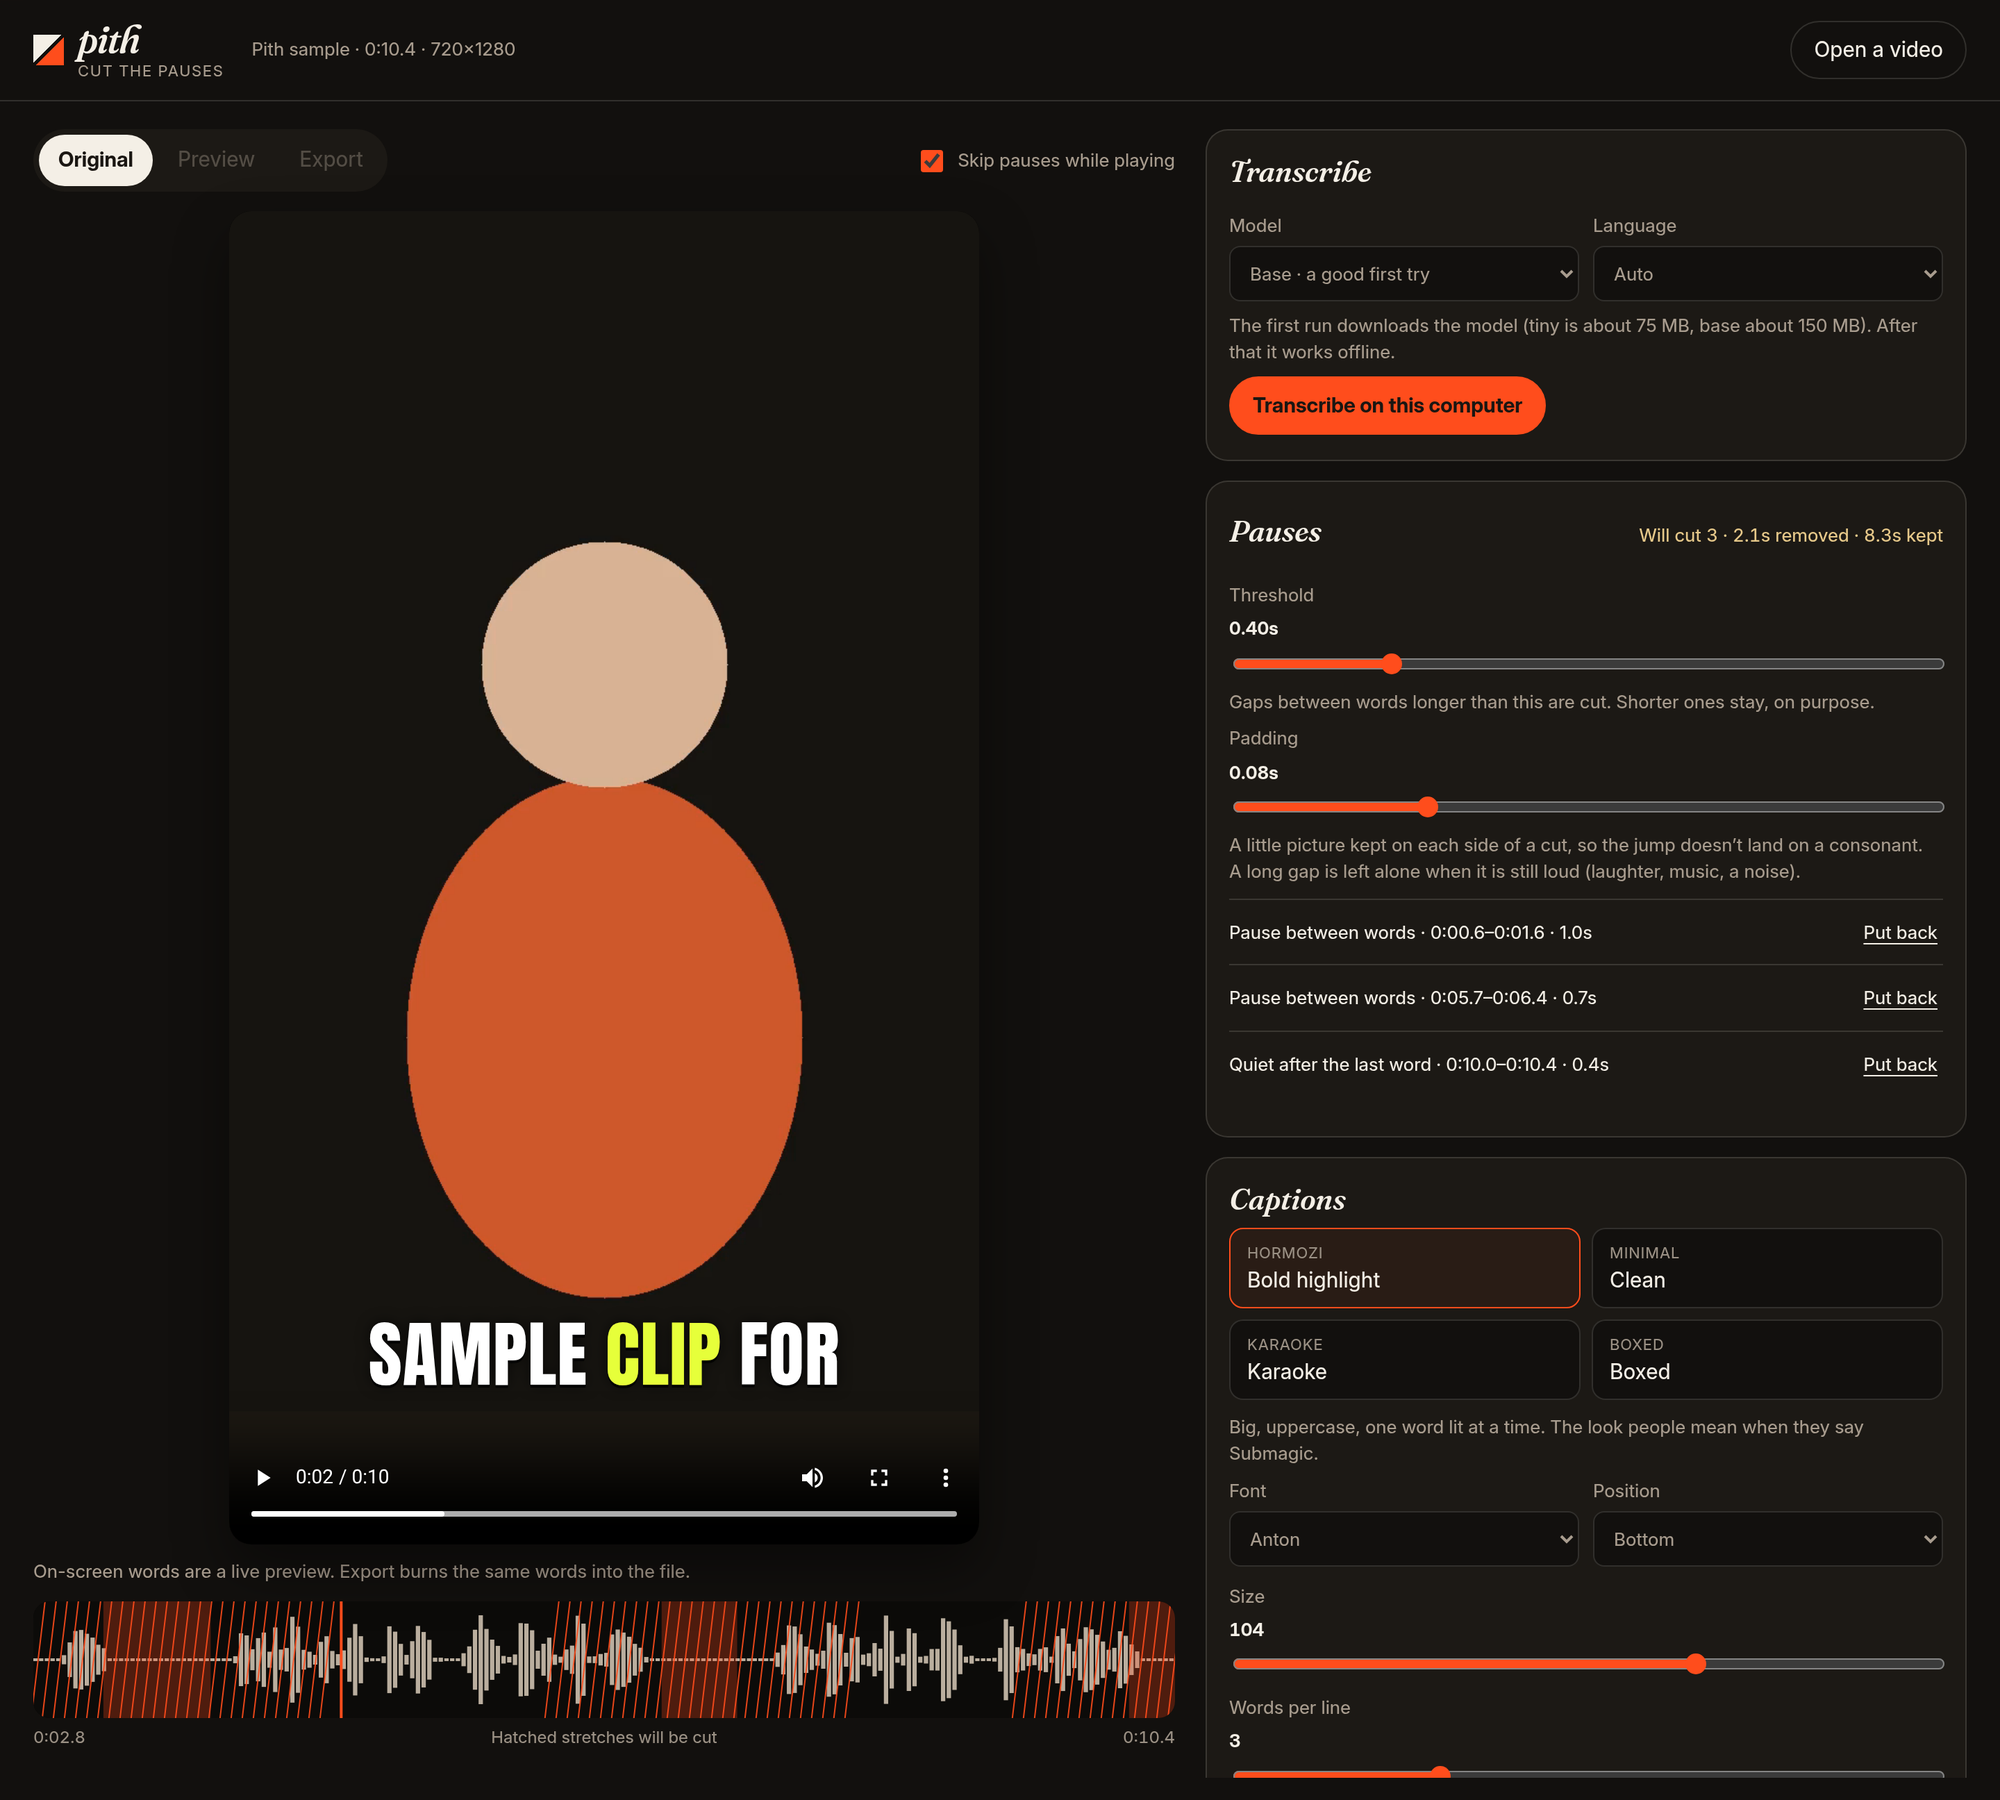 pith
CUT THE PAUSES
Pith sample · 0:10.4 · 720×1280
Open a video
Original
Preview
Export
Skip pauses while playing
SAMPLE CLIP FOR
0:02 / 0:10
On-screen words are a live preview. Export burns the same words into the file.
0:02.8
Hatched stretches will be cut
0:10.4
Transcribe
Model
Language
Base · a good first try
Auto
The first run downloads the model (tiny is about 75 MB, base about 150 MB). After
that it works offline.
Transcribe on this computer
Pauses
Will cut 3 · 2.1s removed · 8.3s kept
Threshold
0.40s
Gaps between words longer than this are cut. Shorter ones stay, on purpose.
Padding
0.08s
A little picture kept on each side of a cut, so the jump doesn’t land on a consonant.
A long gap is left alone when it is still loud (laughter, music, a noise).
Pause between words · 0:00.6–0:01.6 · 1.0s
Put back
Pause between words · 0:05.7–0:06.4 · 0.7s
Put back
Quiet after the last word · 0:10.0–0:10.4 · 0.4s
Put back
Captions
HORMOZI
Bold highlight
MINIMAL
Clean
KARAOKE
Karaoke
BOXED
Boxed
Big, uppercase, one word lit at a time. The look people mean when they say
Submagic.
Font
Position
Anton
Bottom
Size
104
Words per line
3